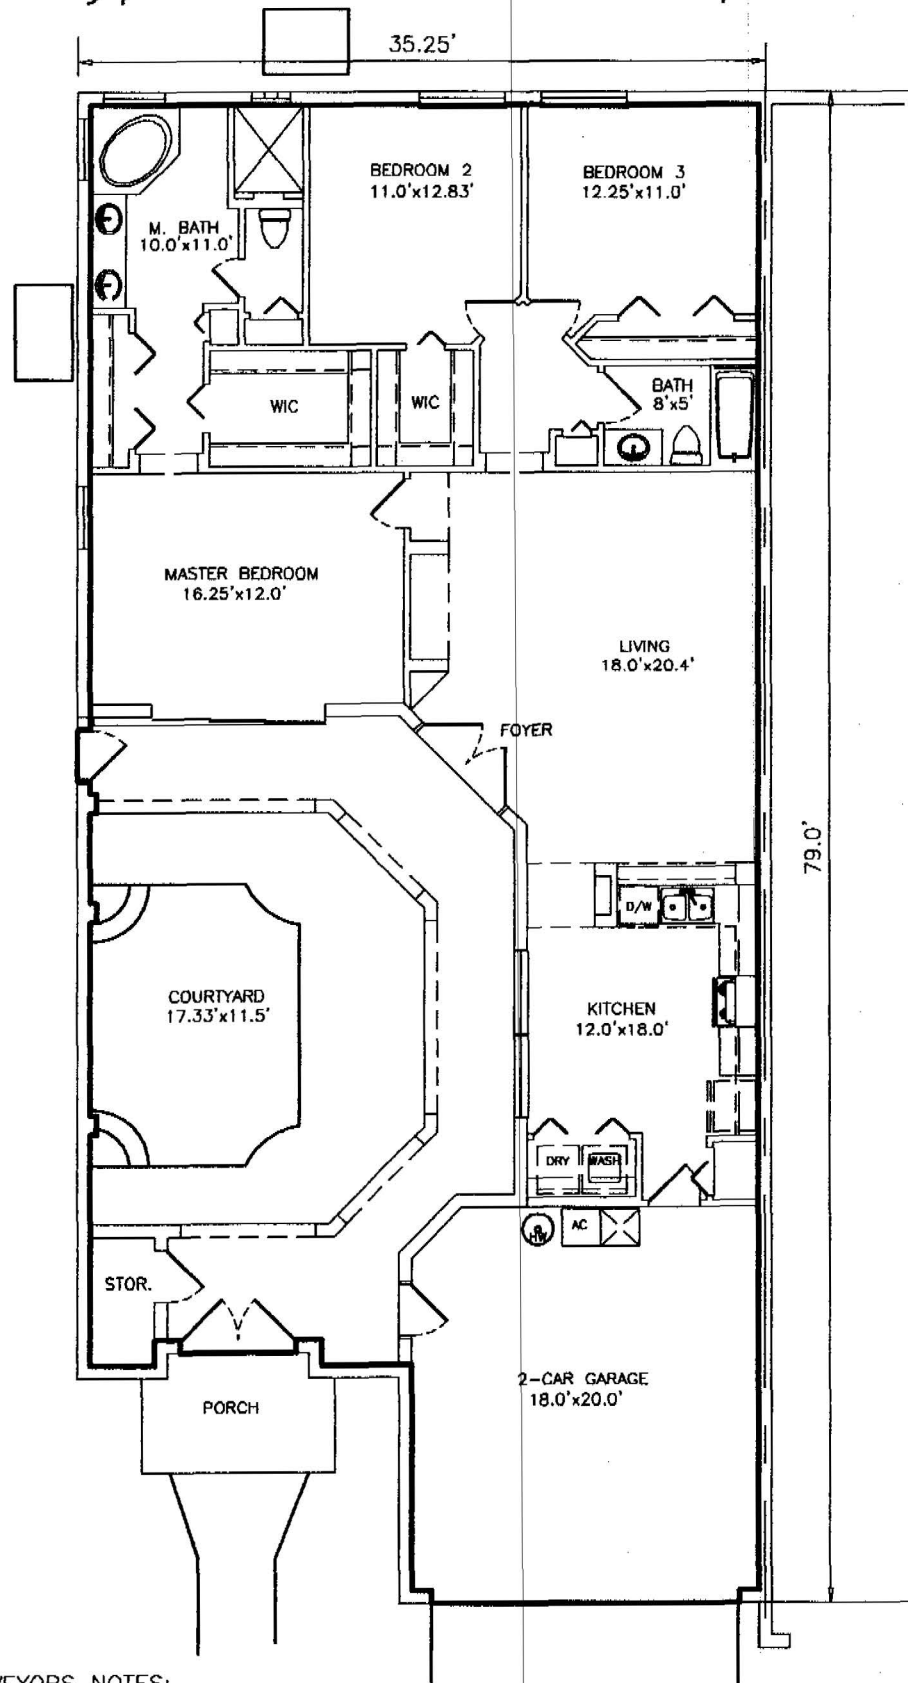 35.25'
BEDROOM 2
11.0'x12.83'
BEDROOM 3
12.25'x11.0'
M. BATH
10.0'x11.0'
WIC
WIC
BATH
8'x5'
MASTER BEDROOM
16.25'x12.0'
LIVING
18.0'x20.4'
FOYER
79.0'
D/W
COURTYARD
17.33'x11.5'
KITCHEN
12.0'x18.0'
DRY
WASH
HW
AC
STOR.
2-CAR GARAGE
18.0'x20.0'
PORCH
NOTES: